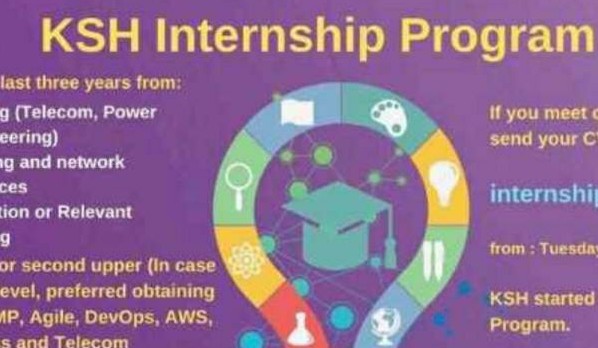 KSH Internship Program
last three years from:
g (Telecom, Power
eering)
ng and network
ces
tion or Relevant
g
or second upper (In case
evel, preferred obtaining
MP, Agile, DevOps, AWS,
s and Telecom
If you meet
send your CV
internship
from : Tuesday
KSH started
Program.